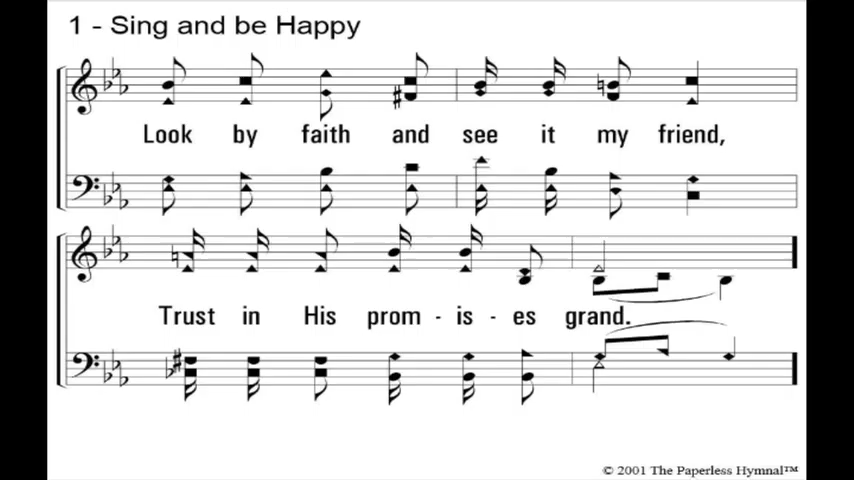 1 - Sing and be Happy
Look by faith and see it my friend,
Trust in His prom - is - es grand.
© 2001 The Paperless Hymnal™